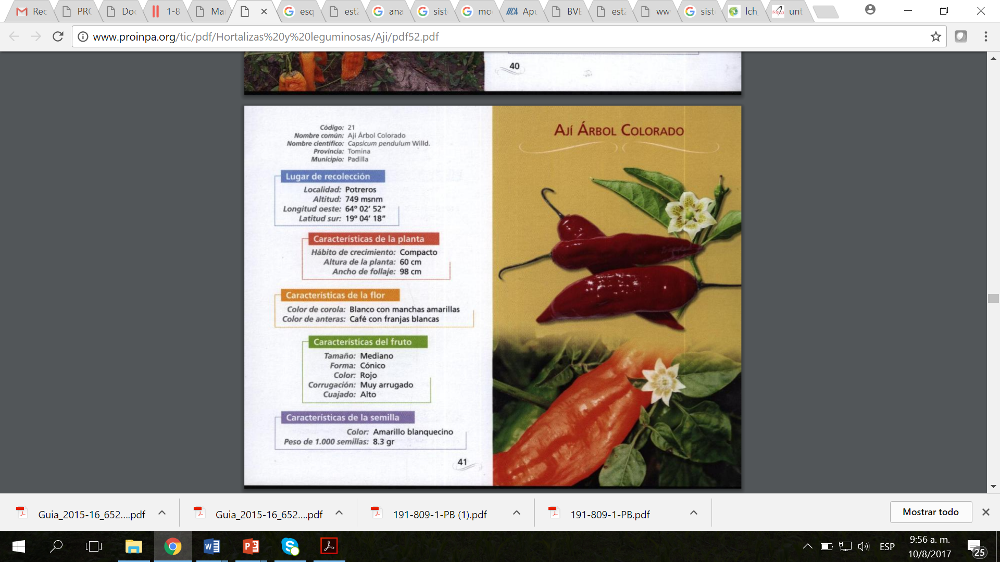 Rec
PRO
Doc
1-8
Ma
esq
est2
ana
sist
mo
IICA Apu
BVE
est2
ww
sist
lch_
unt
www.proinpa.org/tic/pdf/Hortalizas%20y%20leguminosas/Aji/pdf52.pdf
40
Código: 21
Nombre común: Ají Árbol Colorado
Nombre científico: Capsicum pendulum Willd.
Provincia: Tomina
Municipio: Padilla
Lugar de recolección
Localidad: Potreros
Altitud: 749 msnm
Longitud oeste: 64º 02’ 52”
Latitud sur: 19º 04’ 18”
Características de la planta
Hábito de crecimiento: Compacto
Altura de la planta: 60 cm
Ancho de follaje: 98 cm
Características de la flor
Color de corola: Blanco con manchas amarillas
Color de anteras: Café con franjas blancas
Características del fruto
Tamaño: Mediano
Forma: Cónico
Color: Rojo
Corrugación: Muy arrugado
Cuajado: Alto
Características de la semilla
Color: Amarillo blanquecino
Peso de 1.000 semillas: 8.3 gr
41
Ají Árbol Colorado
Guia_2015-16_652....pdf
Guia_2015-16_652....pdf
191-809-1-PB (1).pdf
191-809-1-PB.pdf
Mostrar todo
ESP
9:56 a. m.
10/8/2017
25